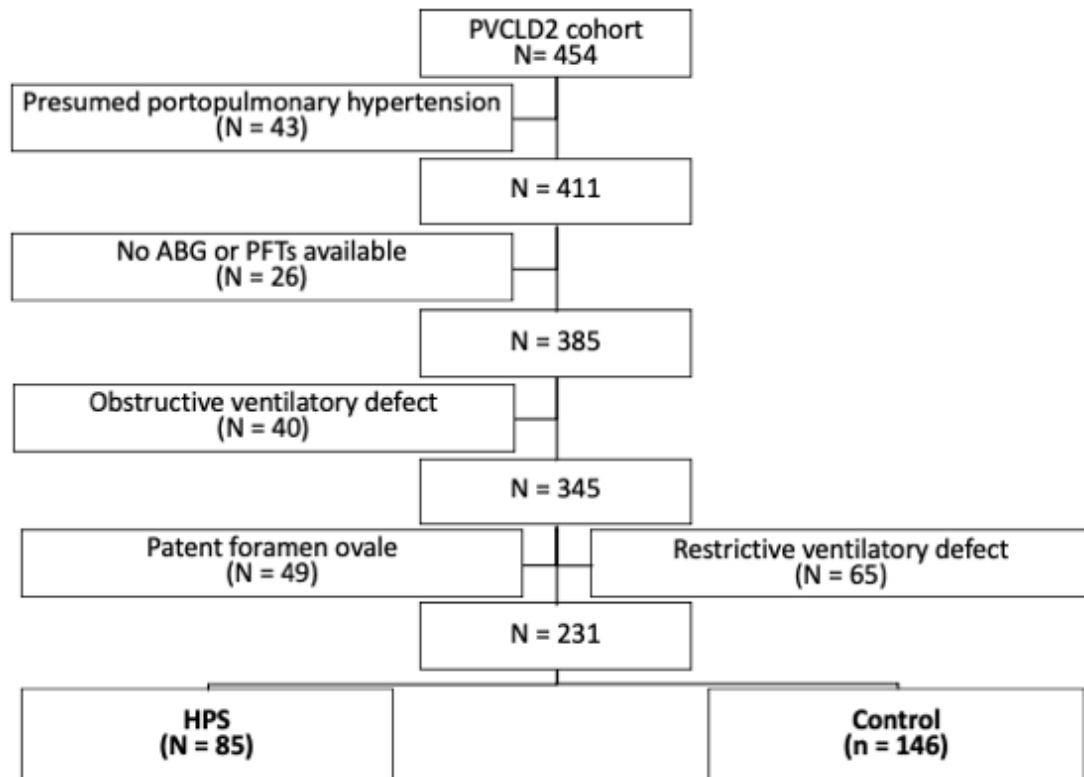 PVCLD2 cohort
N= 454
Presumed portopulmonary hypertension
(N = 43)
N = 411
No ABG or PFTs available
(N = 26)
N = 385
Obstructive ventilatory defect
(N = 40)
N = 345
Patent foramen ovale
(N = 49)
Restrictive ventilatory defect
(N = 65)
N = 231
HPS
(N = 85)
Control
(n = 146)